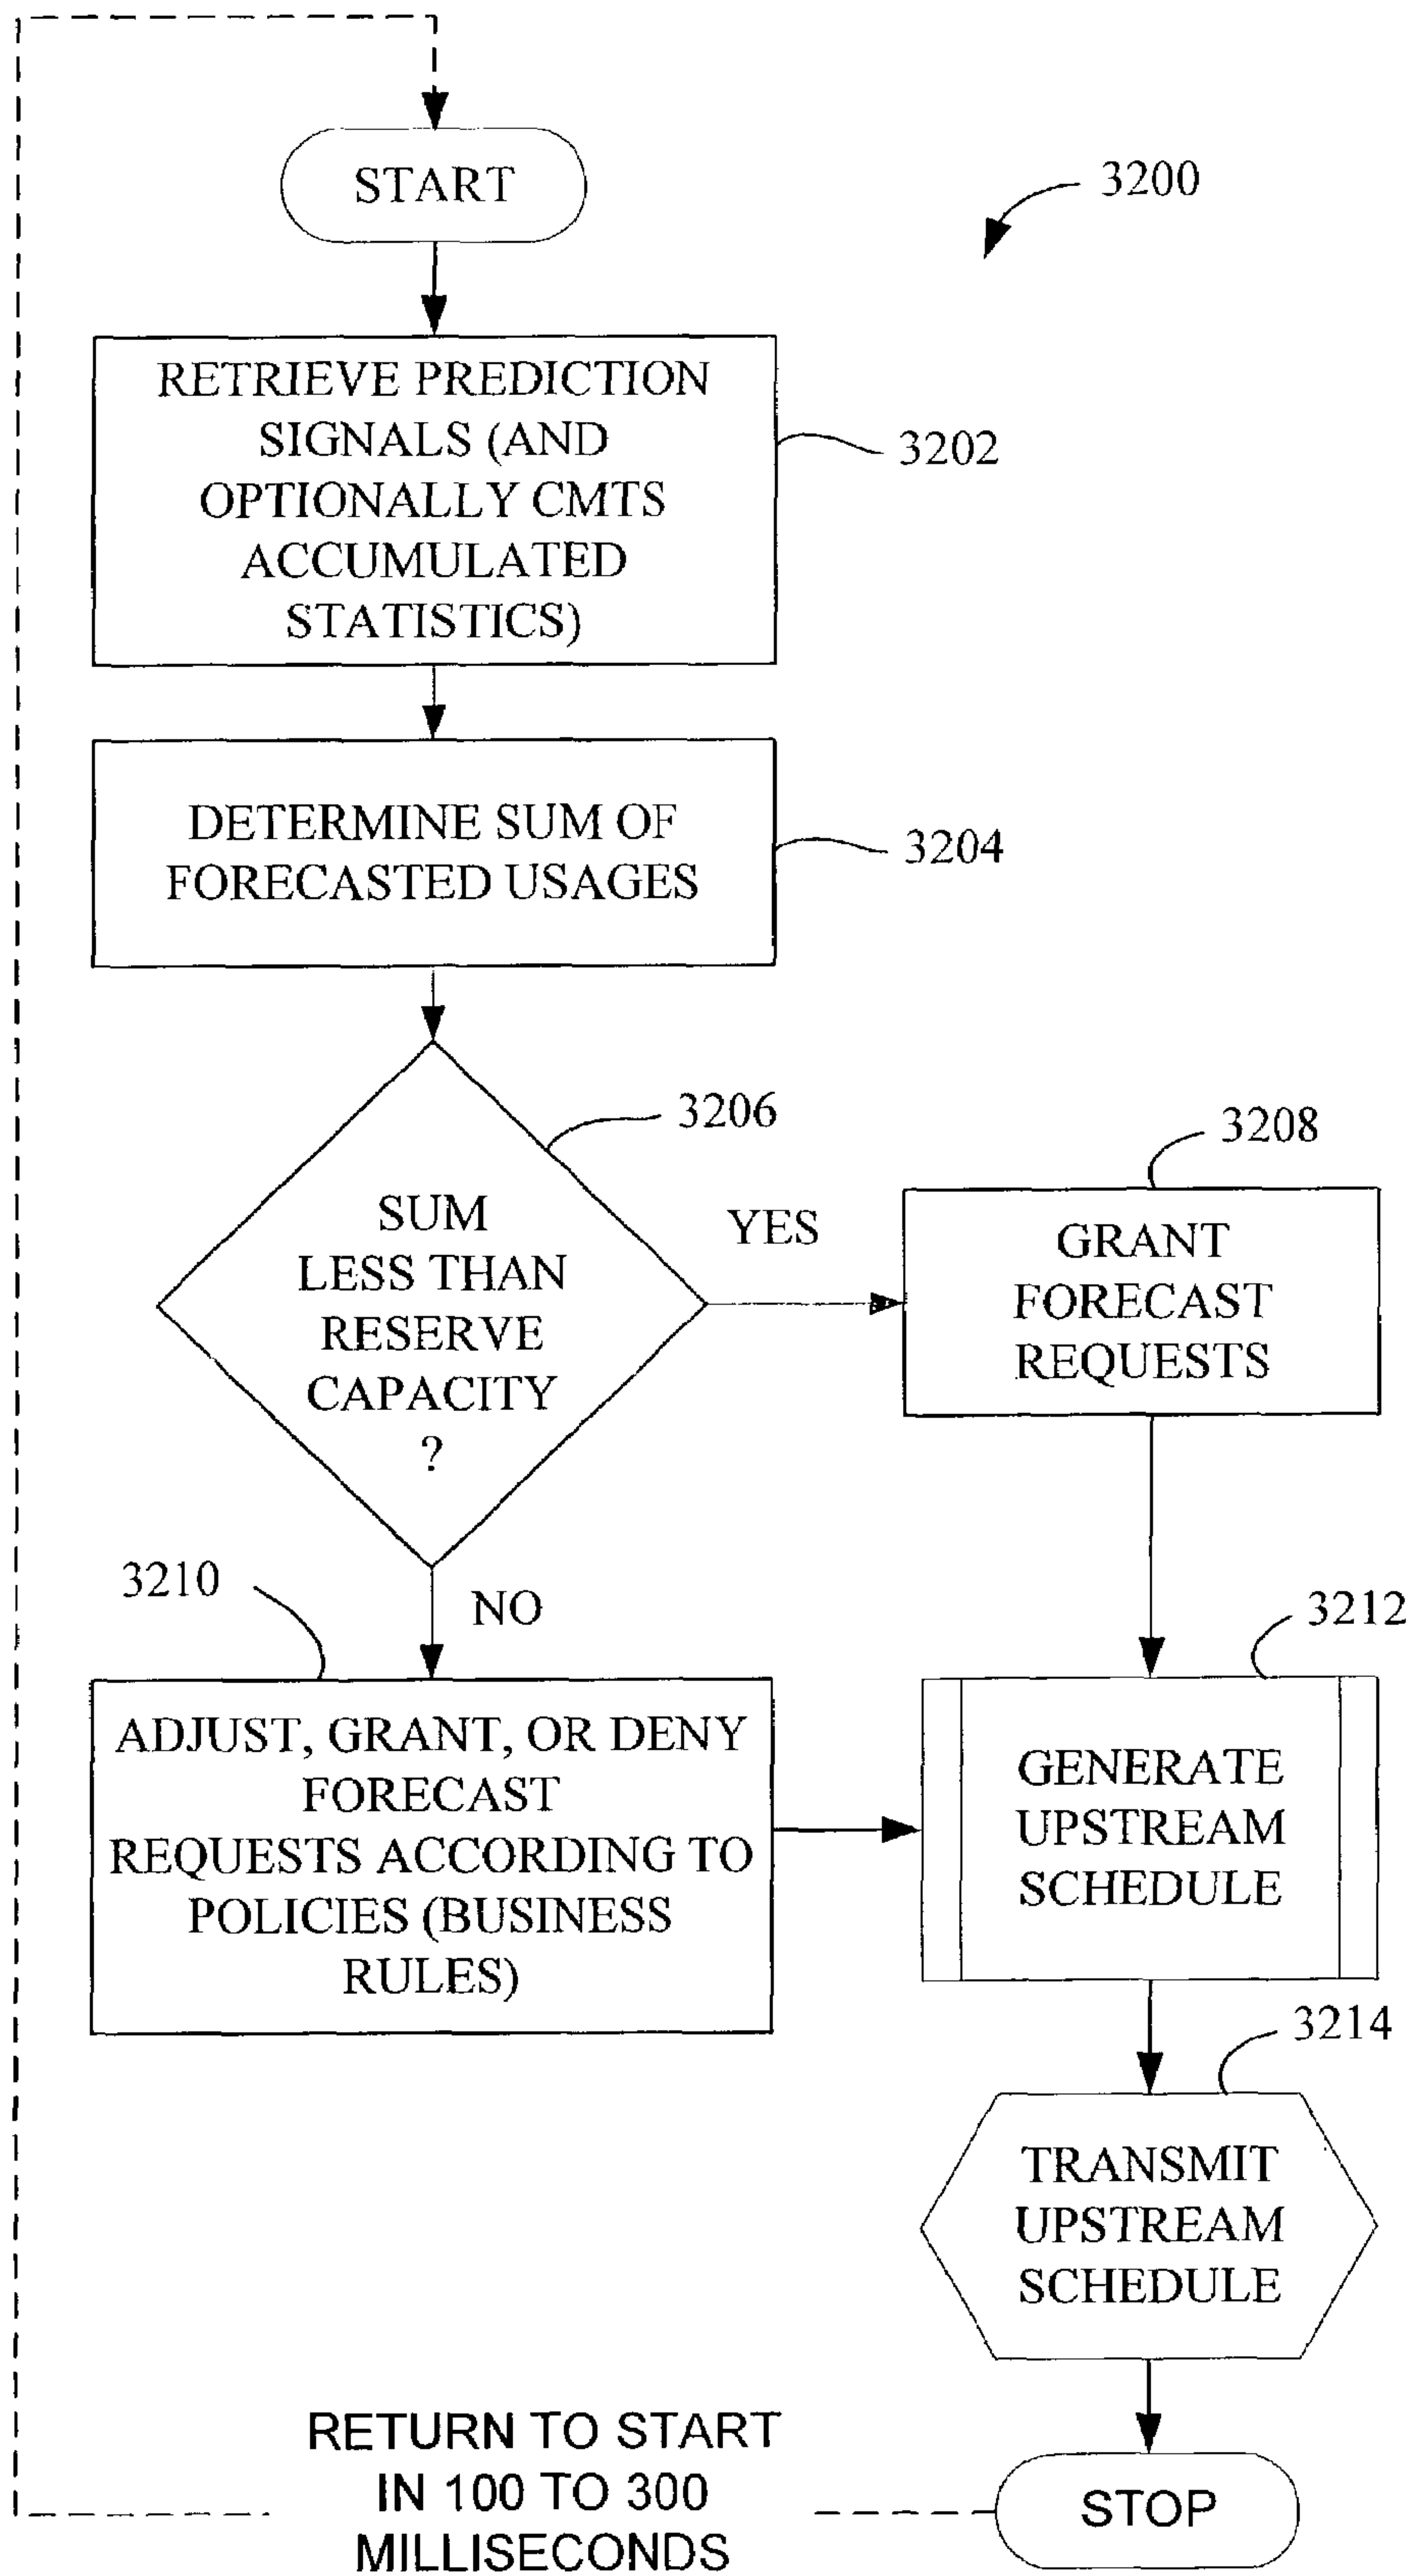 START
3200
RETRIEVE PREDICTION
SIGNALS (AND
OPTIONALLY CMTS
ACCUMULATED
STATISTICS)
3202
DETERMINE SUM OF
FORECASTED USAGES
3204
SUM
LESS THAN
RESERVE
CAPACITY
?
3206
YES
3208
GRANT
FORECAST
REQUESTS
NO
3210
ADJUST, GRANT, OR DENY
FORECAST
REQUESTS ACCORDING TO
POLICIES (BUSINESS
RULES)
3212
GENERATE
UPSTREAM
SCHEDULE
3214
TRANSMIT
UPSTREAM
SCHEDULE
RETURN TO START
IN 100 TO 300
MILLISECONDS
STOP